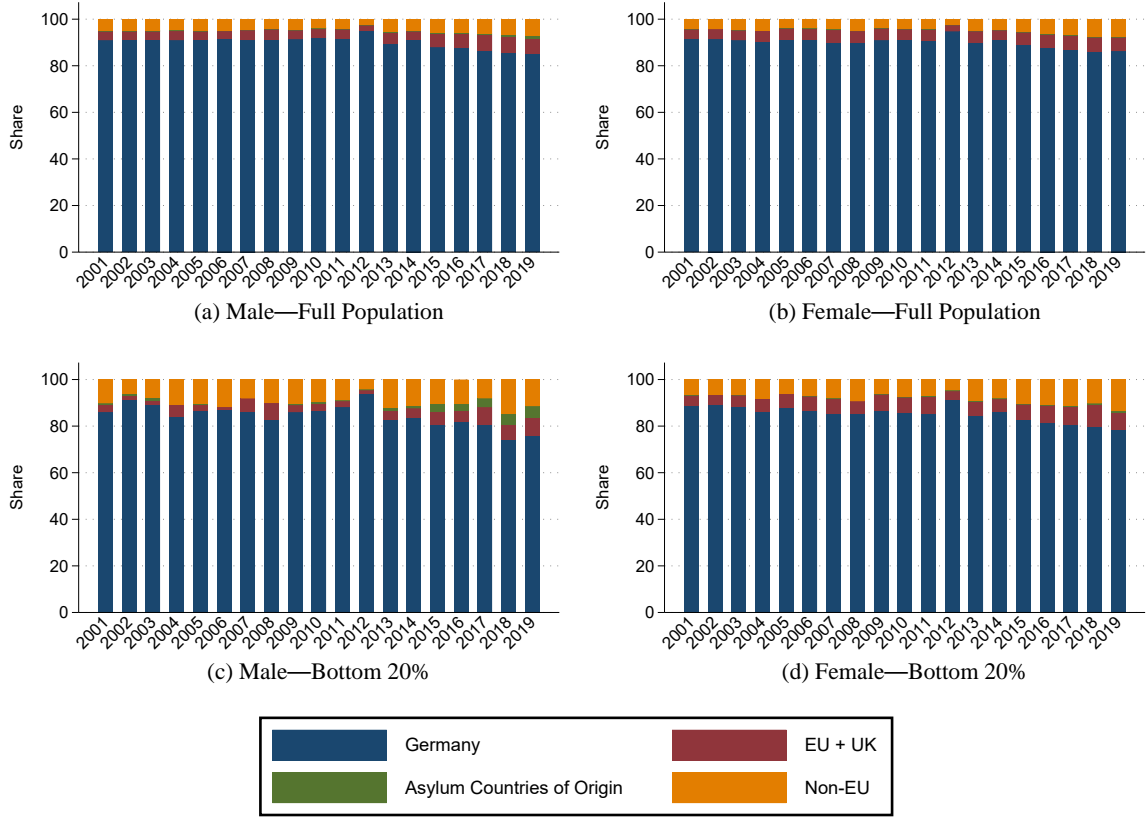 100
80
60
40
20
0
Share
2001 2002 2003 2004 2005 2006 2007 2008 2009 2010 2011 2012 2013 2014 2015 2016 2017 2018 2019
(a) Male—Full Population
100
80
60
40
20
0
Share
2001 2002 2003 2004 2005 2006 2007 2008 2009 2010 2011 2012 2013 2014 2015 2016 2017 2018 2019
(b) Female—Full Population
100
80
60
40
20
0
Share
2001 2002 2003 2004 2005 2006 2007 2008 2009 2010 2011 2012 2013 2014 2015 2016 2017 2018 2019
(c) Male—Bottom 20%
100
80
60
40
20
0
Share
2001 2002 2003 2004 2005 2006 2007 2008 2009 2010 2011 2012 2013 2014 2015 2016 2017 2018 2019
(d) Female—Bottom 20%
Germany
EU + UK
Asylum Countries of Origin
Non-EU